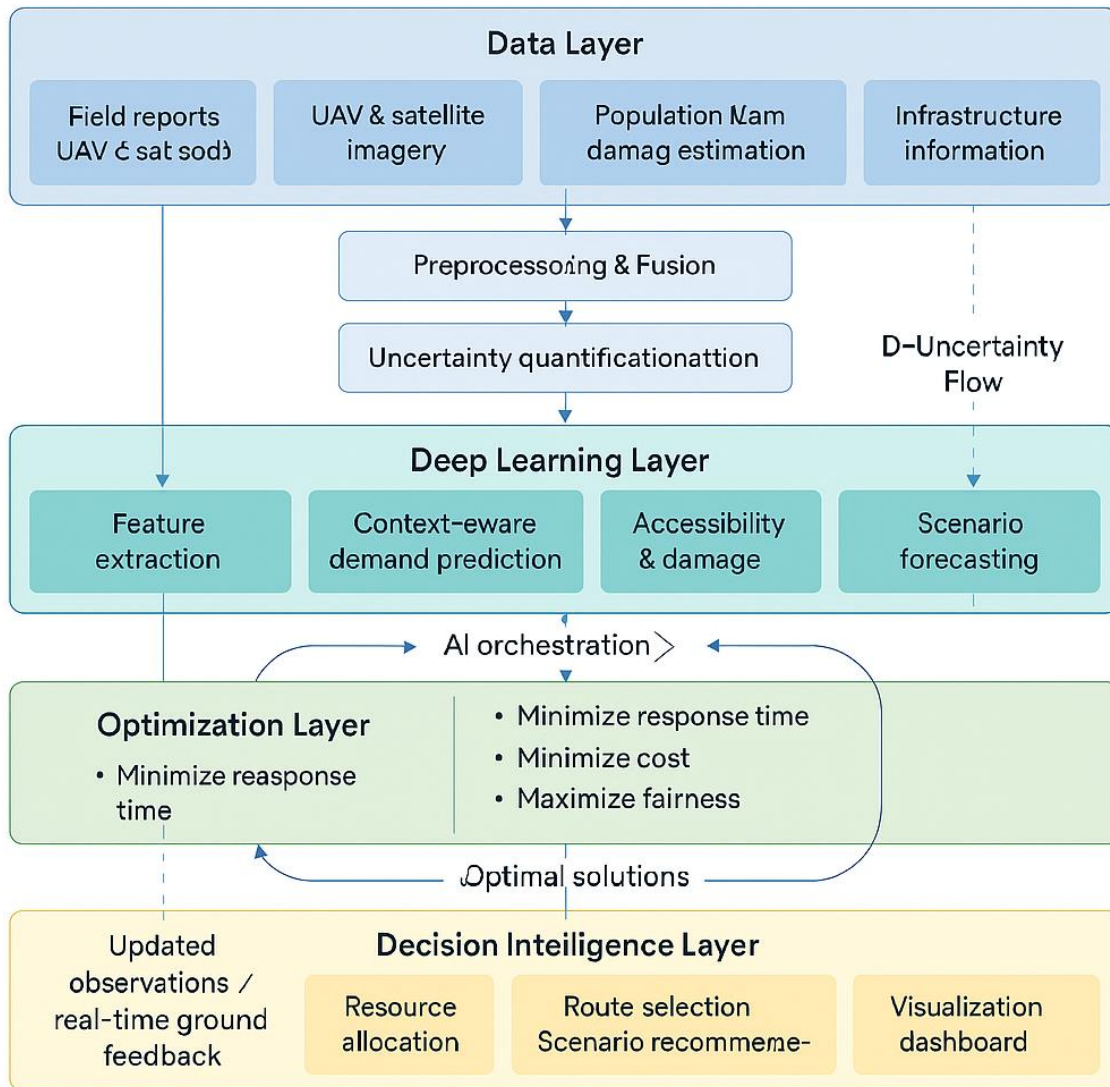 Data Layer
Field reports
UAV sat
UAV & satellite
imagery
Population
damag estimation
Infrastructure
information
& Fusion
Uncertainty quantificationattion
D-Uncertainty
Flow
Deep Learning Layer
Feature
extraction
Context-eware
demand prediction
Accessibility
& damage
Scenario
forecasting
AI orchestration >
Optimization Layer
• Minimize reasponse
time
• Minimize response time
• Minimize cost
• Maximize fairness
Optimal solutions
Updated
observations /
real-time ground
feedback
Decision Inteiligence Layer
Resource
allocation
Route selection
Scenario
Visualization
dashboard